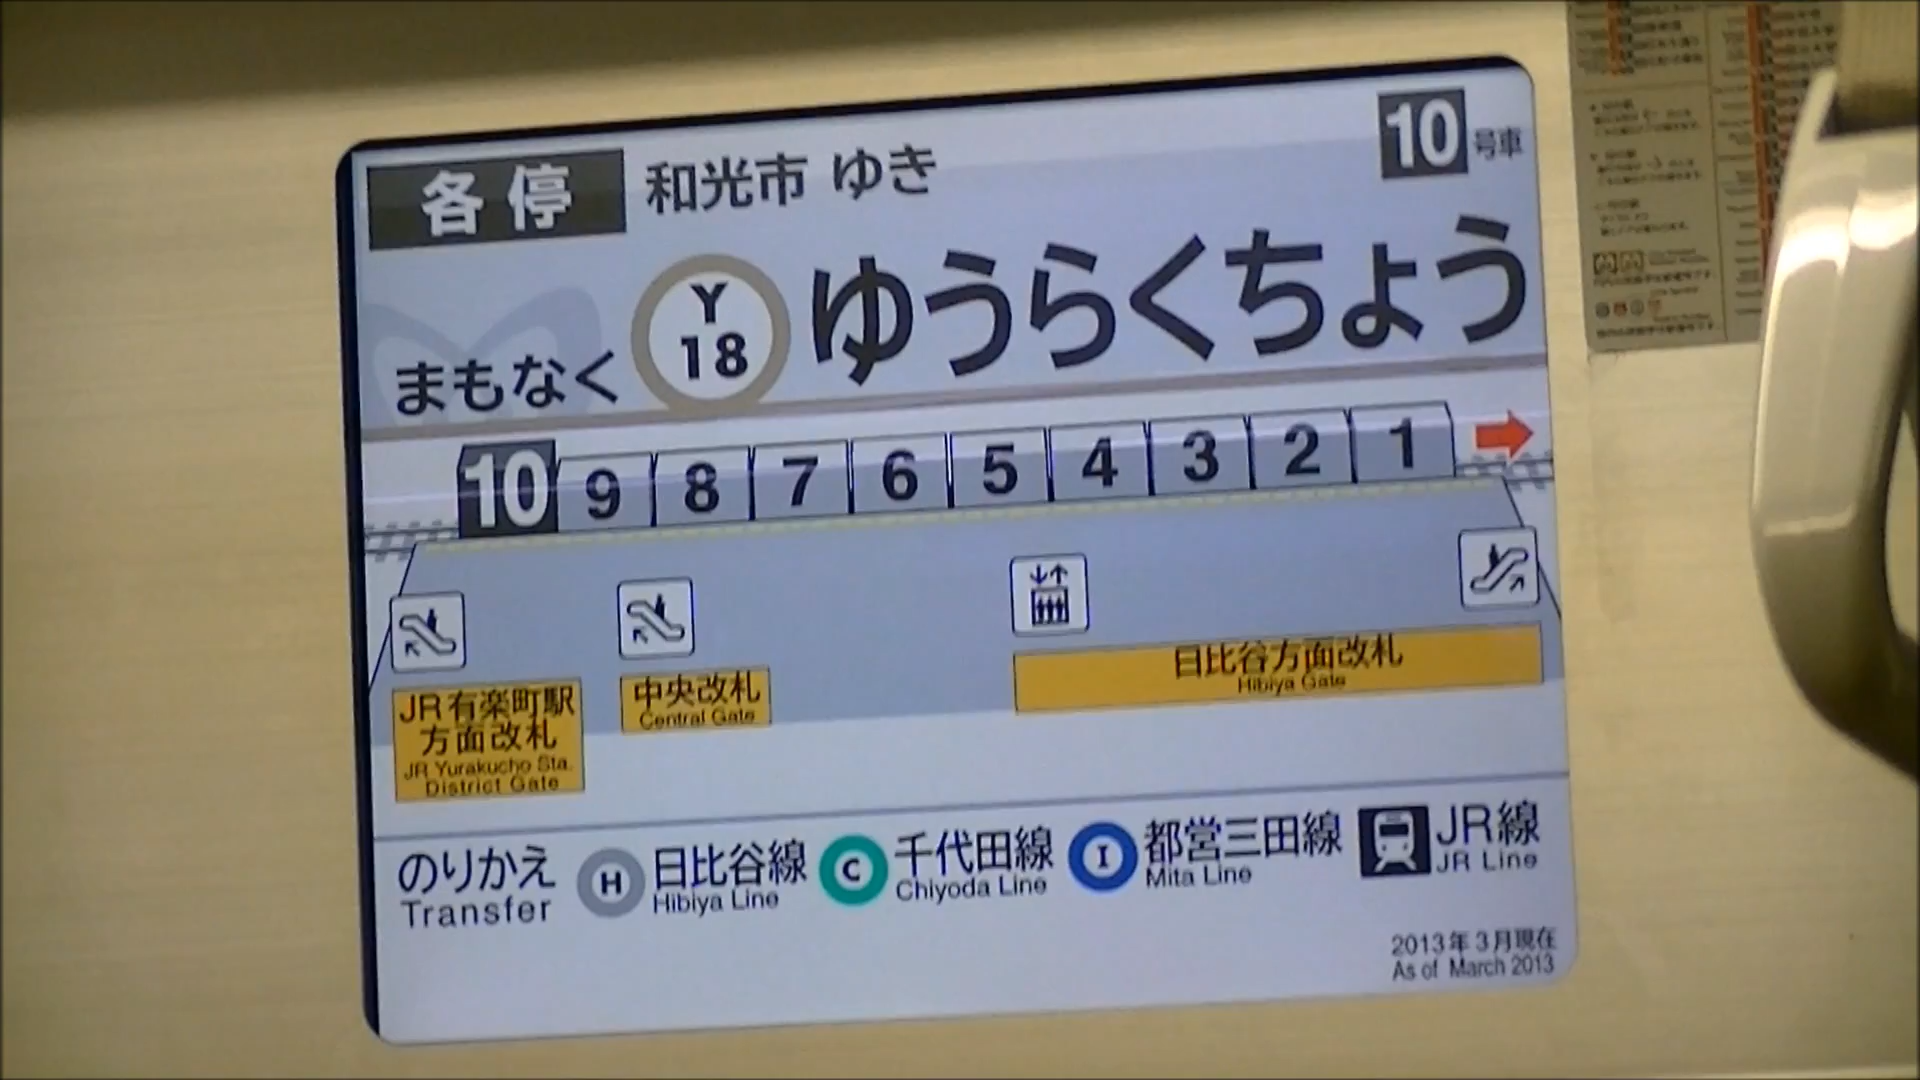 各停 和光市 ゆき 10 号車
まもなく Y 18 ゆうらくちょう
10 9 8 7 6 5 4 3 2 1
JR有楽町駅
方面改札
JR Yurakucho Sta.
District Gate
中央改札
Central Gate
日比谷方面改札
Hibiya Gate
のりかえ
Transfer
H 日比谷線
Hibiya Line
C 千代田線
Chiyoda Line
I 都営三田線
Mita Line
JR線
JR Line
2013年3月現在
As of March 2013